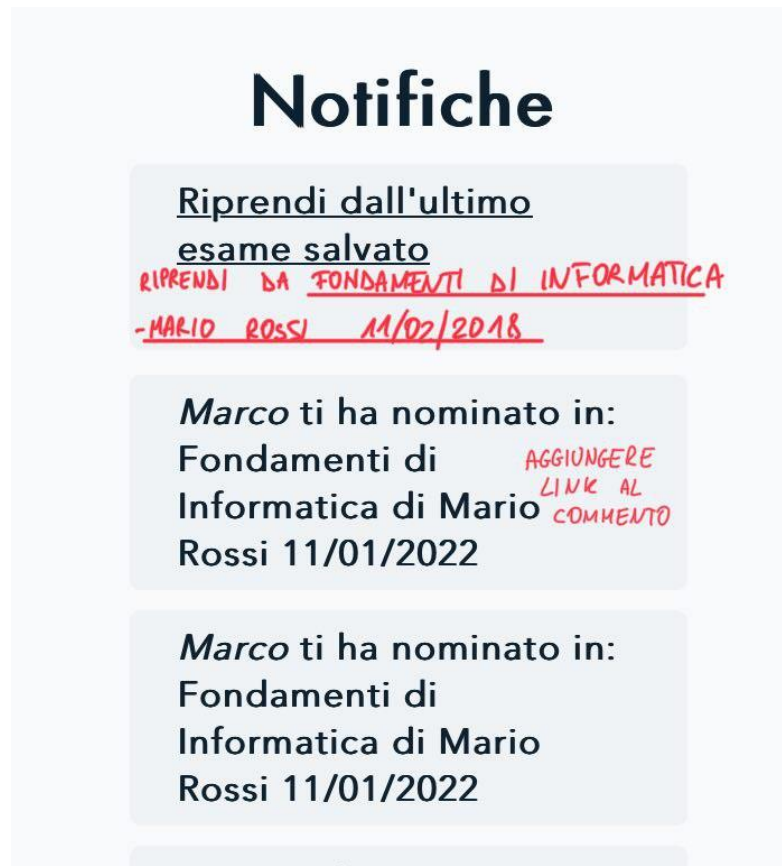 Notifiche
Riprendi dall'ultimo
esame salvato
RIPRENDI DA FONDAMENTI DI INFORMATICA
-MARIO ROSSI 11/02/2018
Marco ti ha nominato in:
Fondamenti di
Informatica di Mario
Rossi 11/01/2022
AGGIUNGERE
LINK AL
COMMENTO
Marco ti ha nominato in:
Fondamenti di
Informatica di Mario
Rossi 11/01/2022